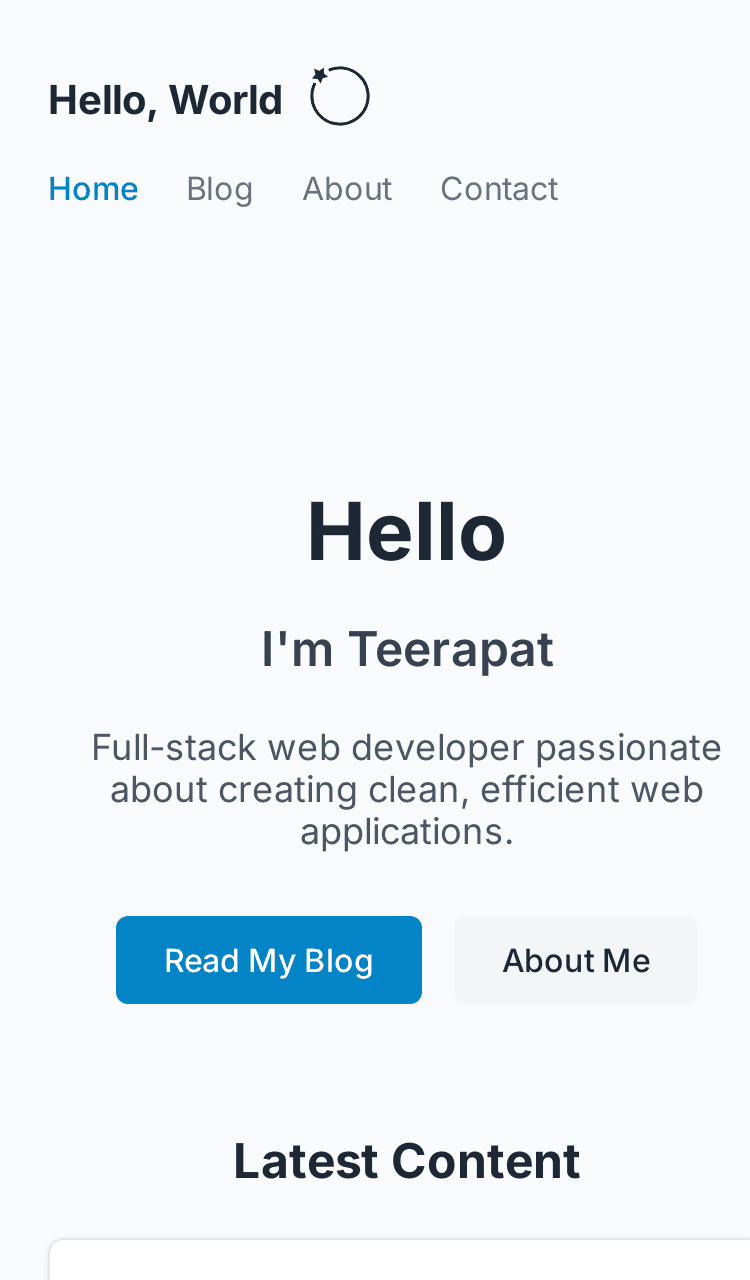 Hello, World
Home Blog About Contact
Hello
I'm Teerapat
Full-stack web developer passionate
about creating clean, efficient web
applications.
Read My Blog About Me
Latest Content